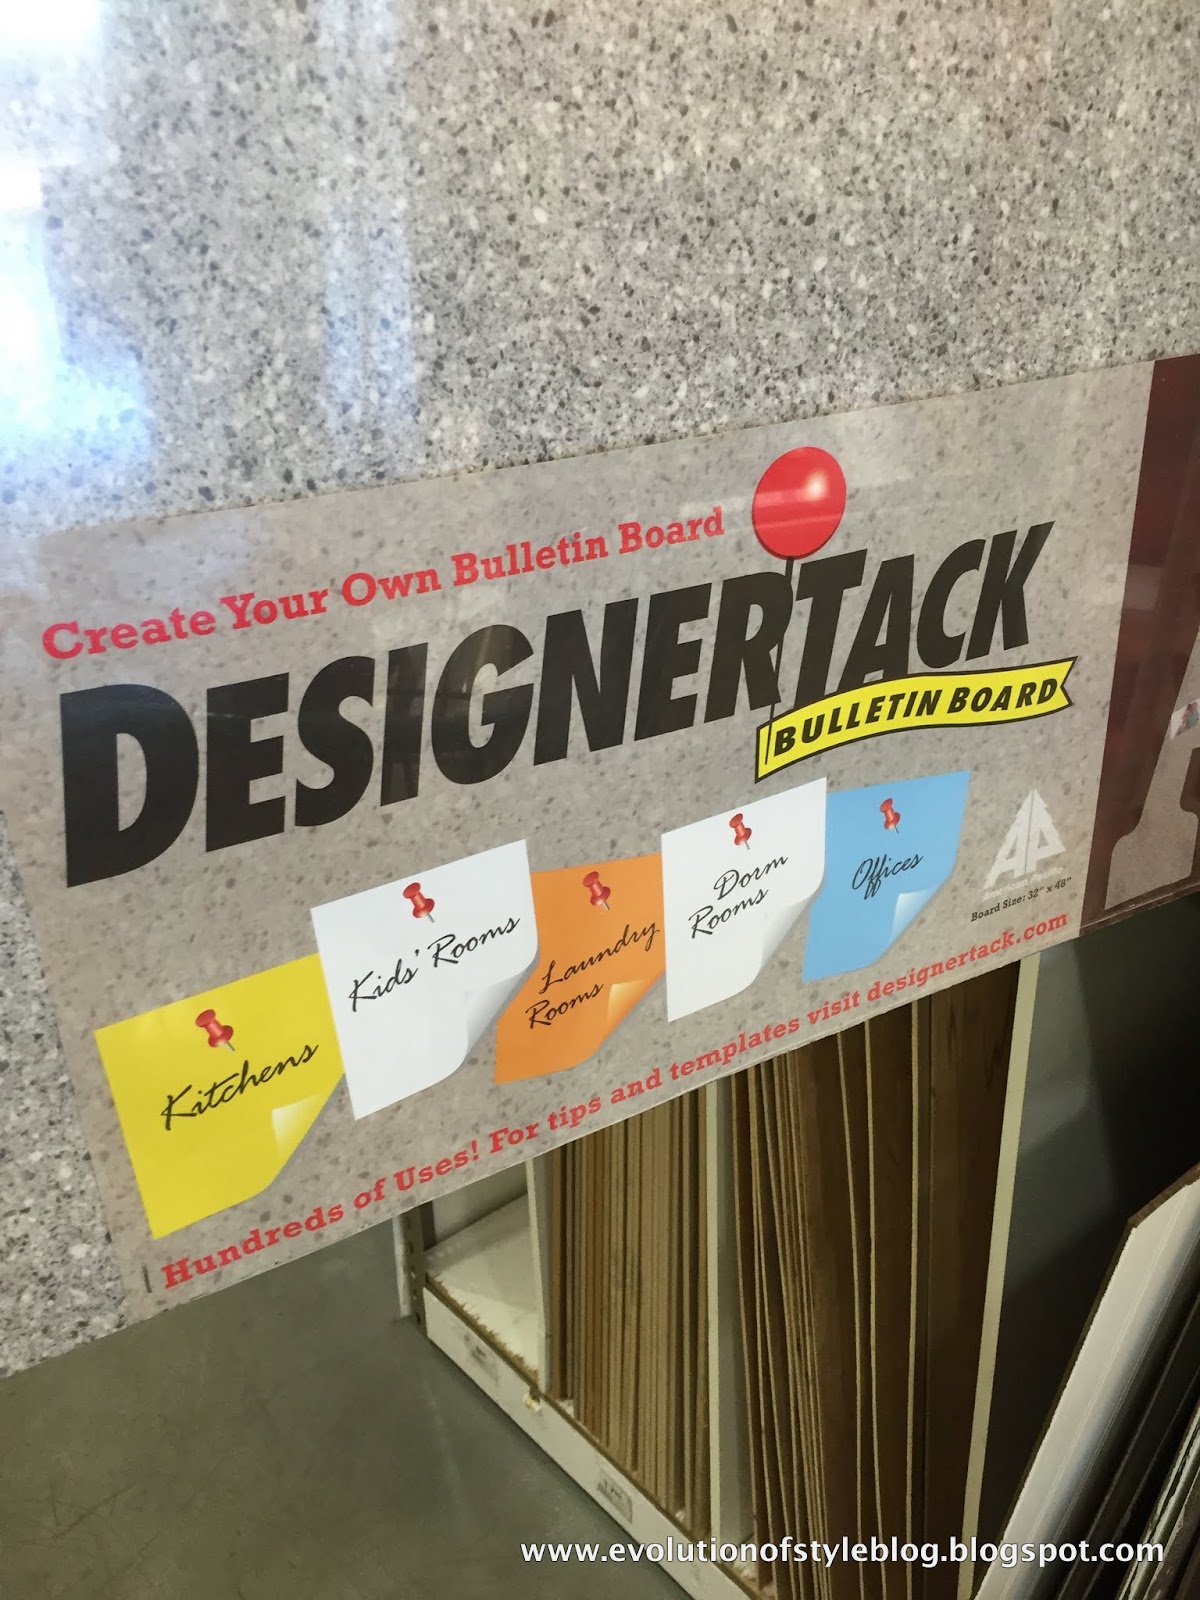 Create Your Own Bulletin Board
DESIGNERTACK
BULLETIN BOARD
Kitchens
Kids' Rooms
Laundry
Rooms
Dorm
Rooms
Offices
Board Size: 32" x 48"
Hundreds of Uses! For tips and templates visit designertack.com
www.evolutionofstyleblog.blogspot.com